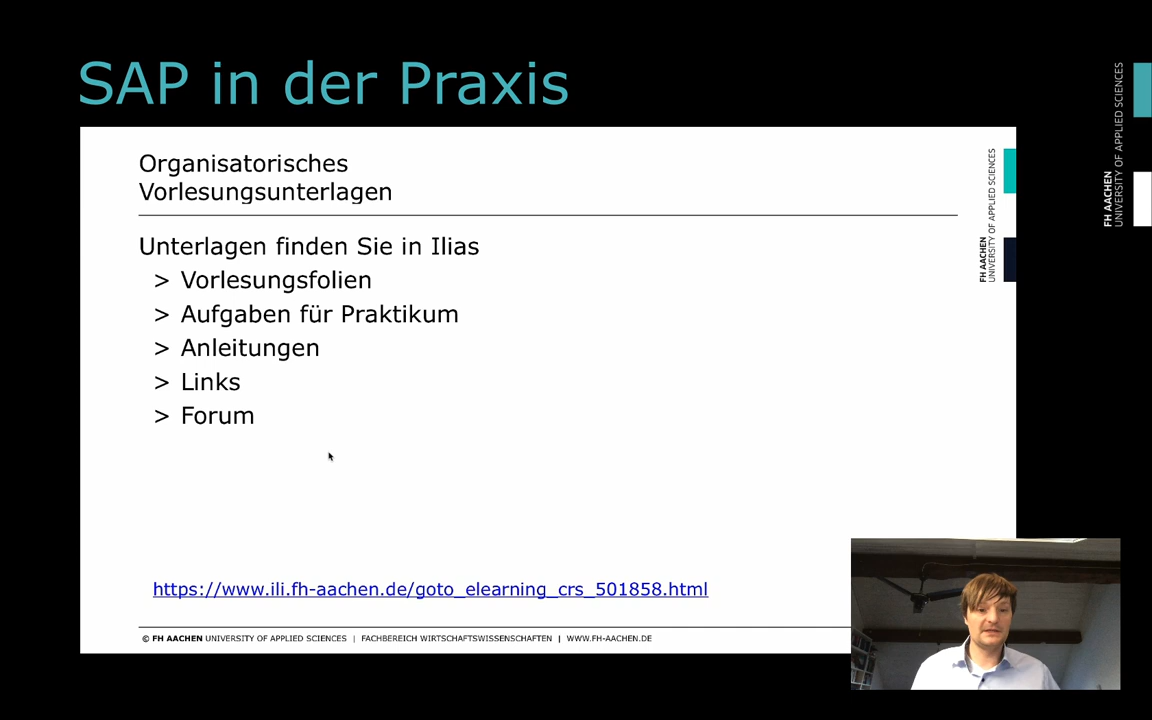 SAP in der Praxis
FH AACHEN
UNIVERSITY OF APPLIED SCIENCES
Organisatorisches
Vorlesungsunterlagen
FH AACHEN
UNIVERSITY OF APPLIED SCIENCES
Unterlagen finden Sie in Ilias
> Vorlesungsfolien
> Aufgaben für Praktikum
> Anleitungen
> Links
> Forum
https://www.ili.fh-aachen.de/goto_elearning_crs_501858.html
© FH AACHEN UNIVERSITY OF APPLIED SCIENCES | FACHBEREICH WIRTSCHAFTSWISSENSCHAFTEN | WWW.FH-AACHEN.DE